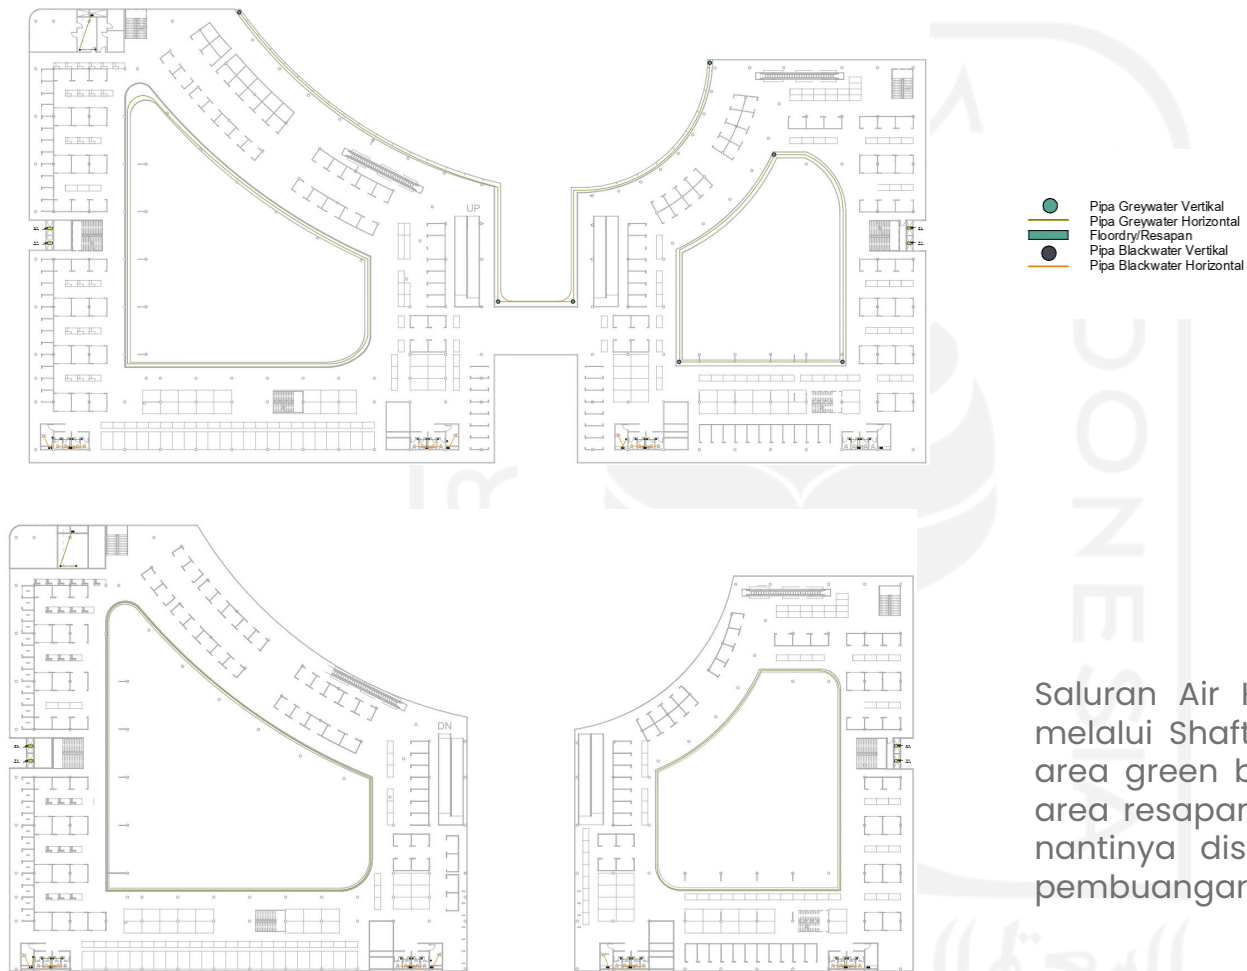 UP
Pipa Greywater Vertikal
Pipa Greywater Horizontal
Floordry/Resapan
Pipa Blackwater Vertikal
Pipa Blackwater Horizontal
DN
Saluran Air
melalui Shaft
area green
area resapan
nantinya
pembuangan